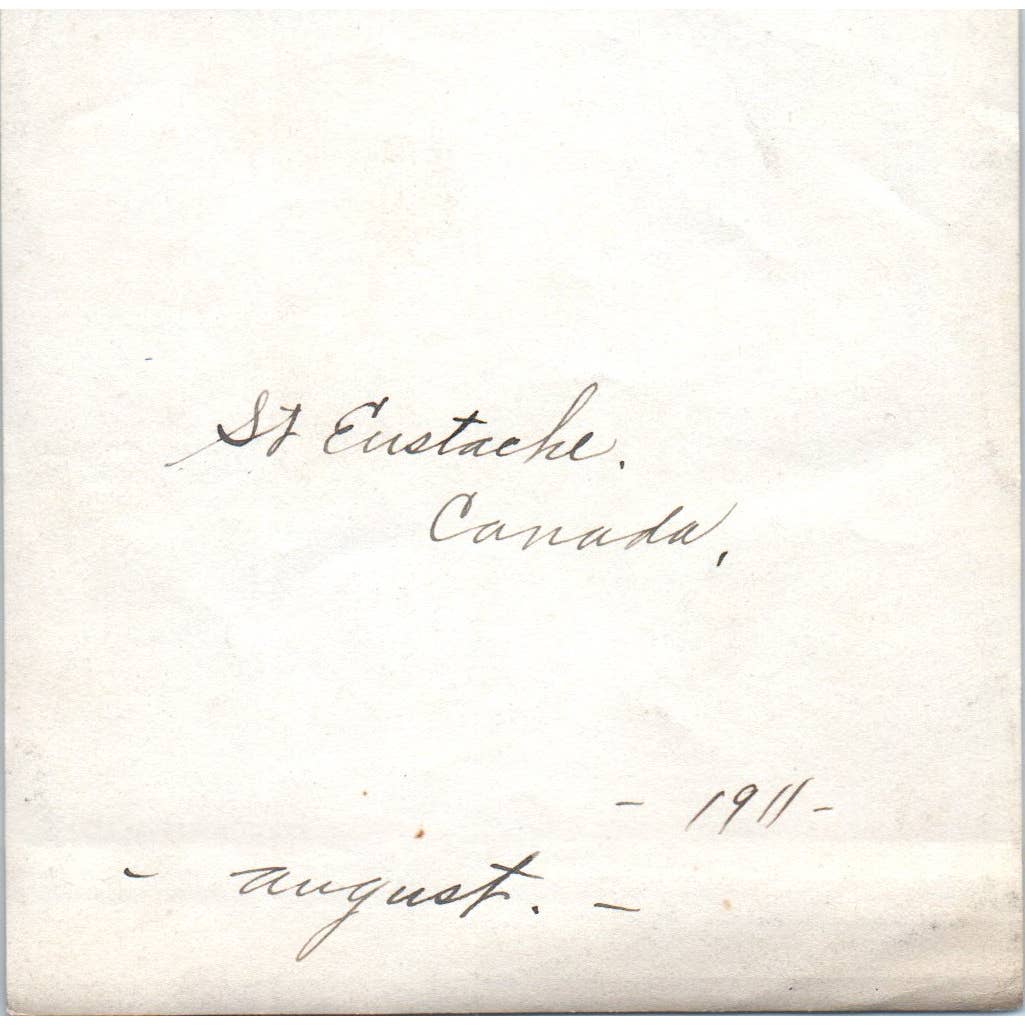 St Eustache.
Canada,
- 1911 -
- august. -